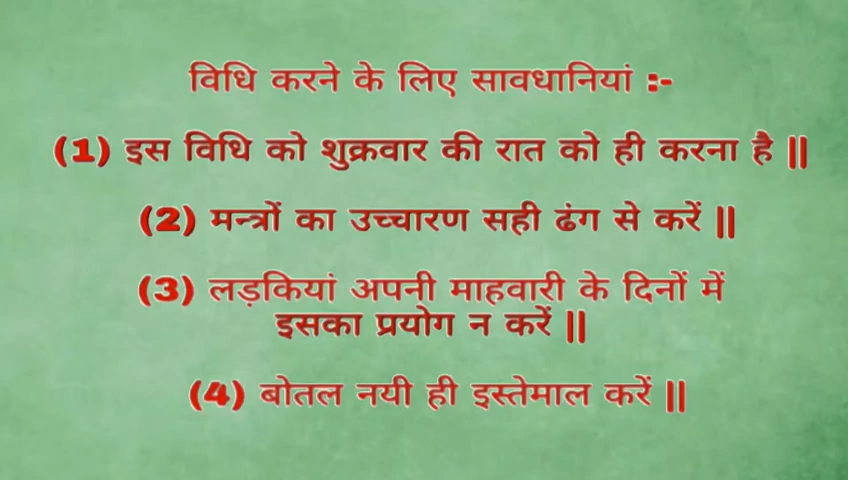 विधि करने के लिए सावधानियां :-
(1) इस विधि को शुक्रवार की रात को ही करना है ||
(2) मन्त्रों का उच्चारण सही ढंग से करें ||
(3) लड़कियां अपनी माहवारी के दिनों में
इसका प्रयोग न करें ||
(4) बोतल नयी ही इस्तेमाल करें ||